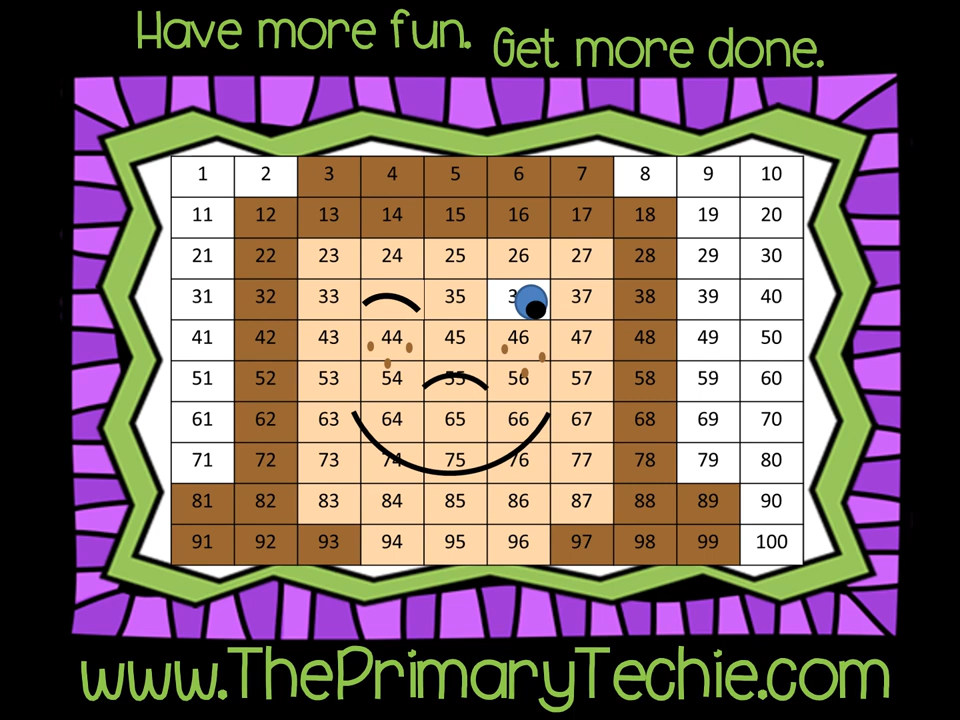 Have more fun.
Get more done.
1 2 3 4 5 6 7 8 9 10
11 12 13 14 15 16 17 18 19 20
21 22 23 24 25 26 27 28 29 30
31 32 33 35 37 38 39 40
41 42 43 44 45 46 47 48 49 50
51 52 53 54 55 56 57 58 59 60
61 62 63 64 65 66 67 68 69 70
71 72 73 74 75 76 77 78 79 80
81 82 83 84 85 86 87 88 89 90
91 92 93 94 95 96 97 98 99 100
www.ThePrimaryTechie.com